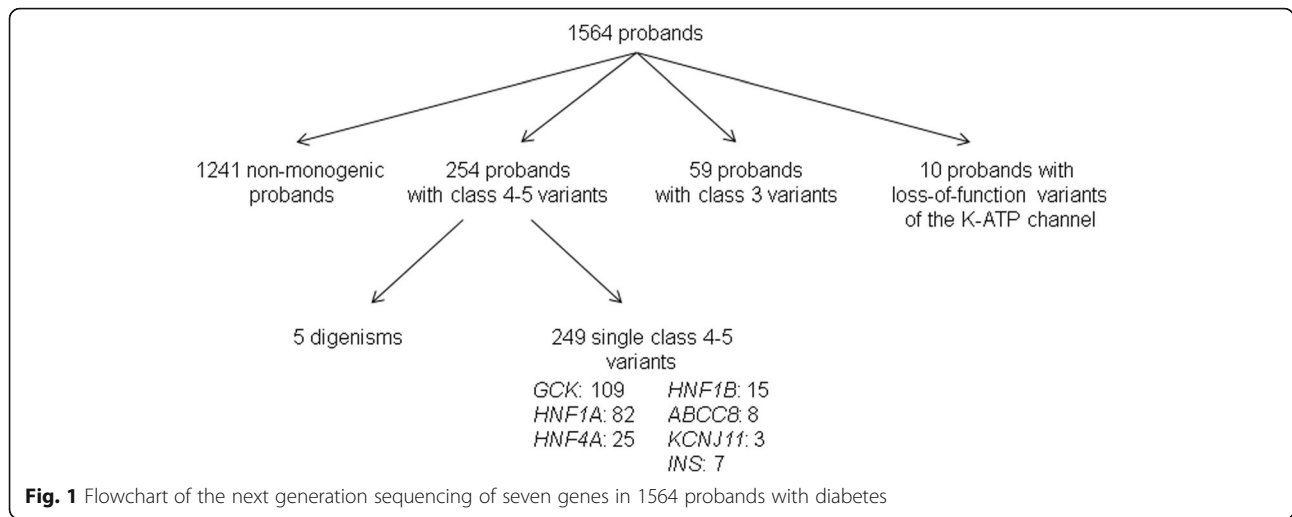 1564 probands
1241 non-monogenic
probands
254 probands
with class 4-5 variants
59 probands
with class 3 variants
10 probands with
loss-of-function variants
of the K-ATP channel
5 digenisms
249 single class 4-5
variants
GCK: 109
HNF1A: 82
HNF4A: 25
HNF1B: 15
ABCC8: 8
KCNJ11: 3
INS: 7
Fig. 1 Flowchart of the next generation sequencing of seven genes in 1564 probands with diabetes